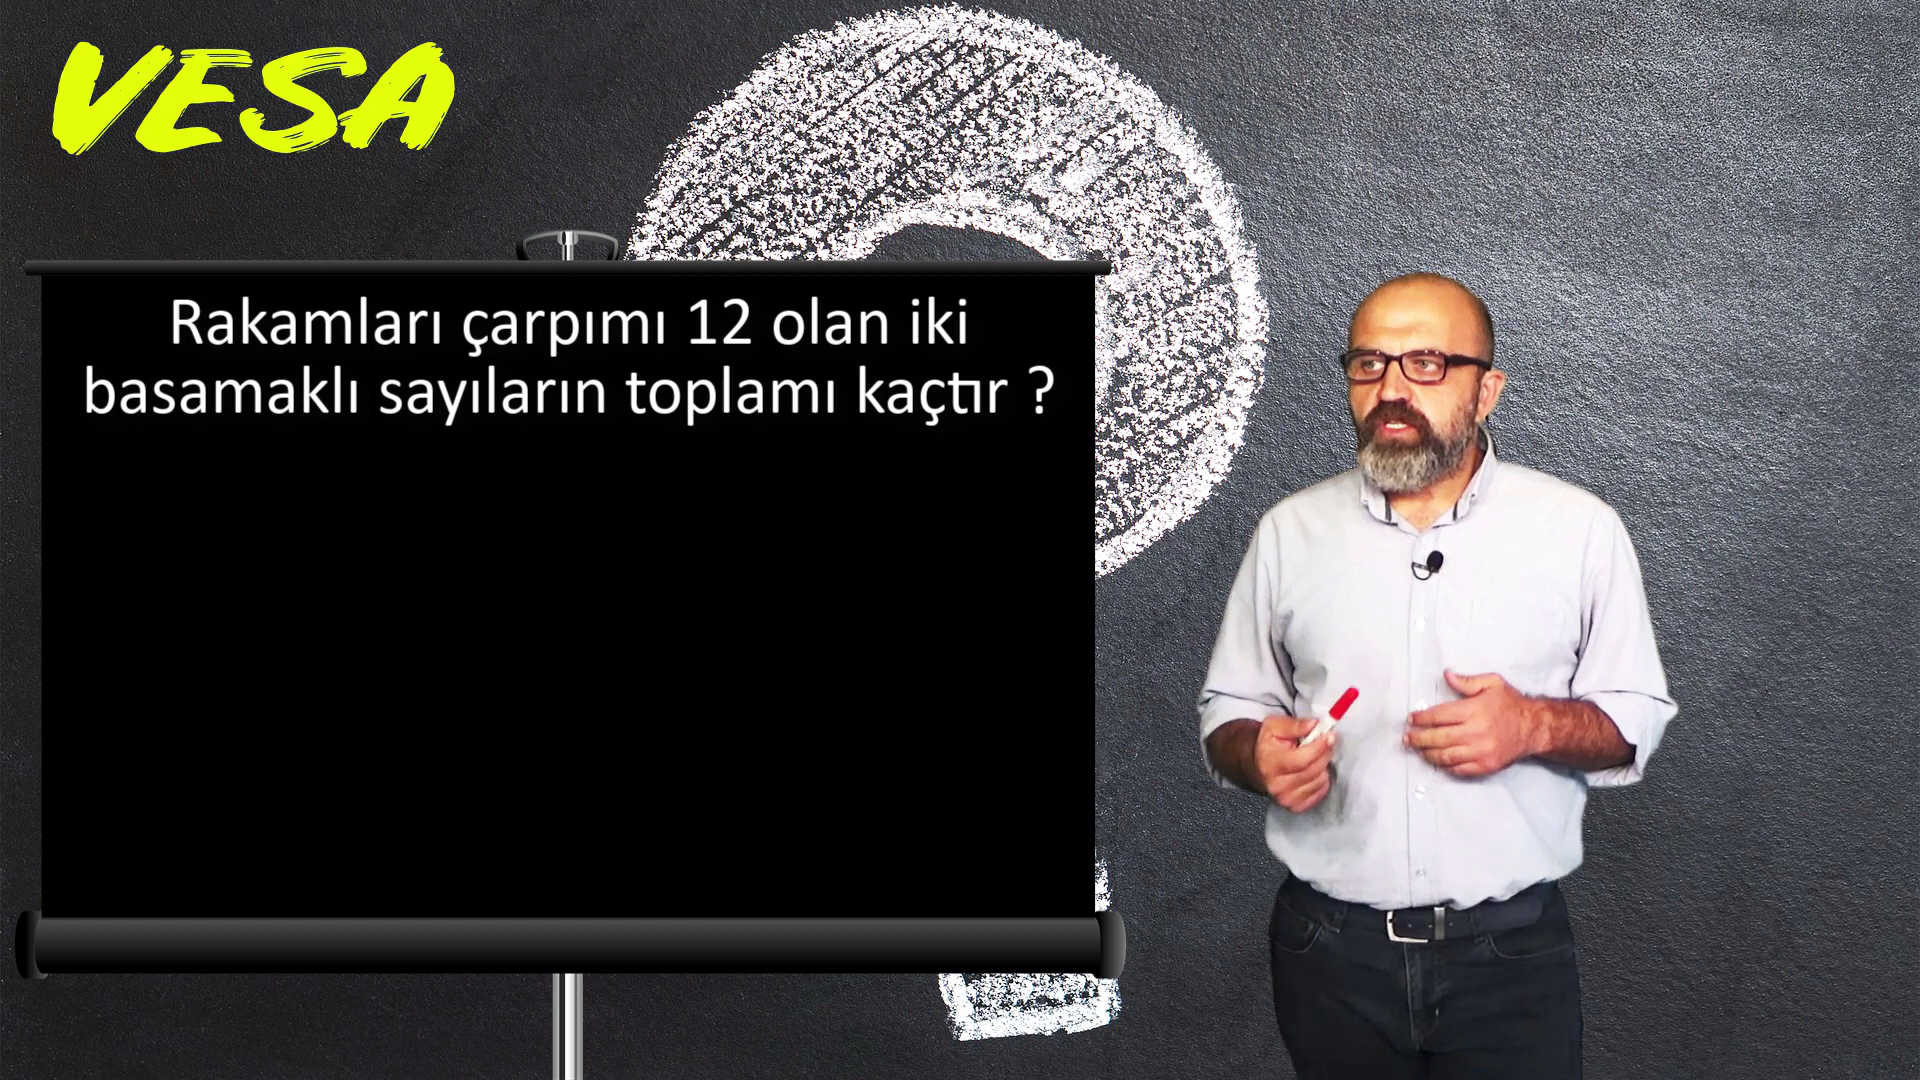 VESA
Rakamları çarpımı 12 olan iki
basamaklı sayıların toplamı kaçtır ?